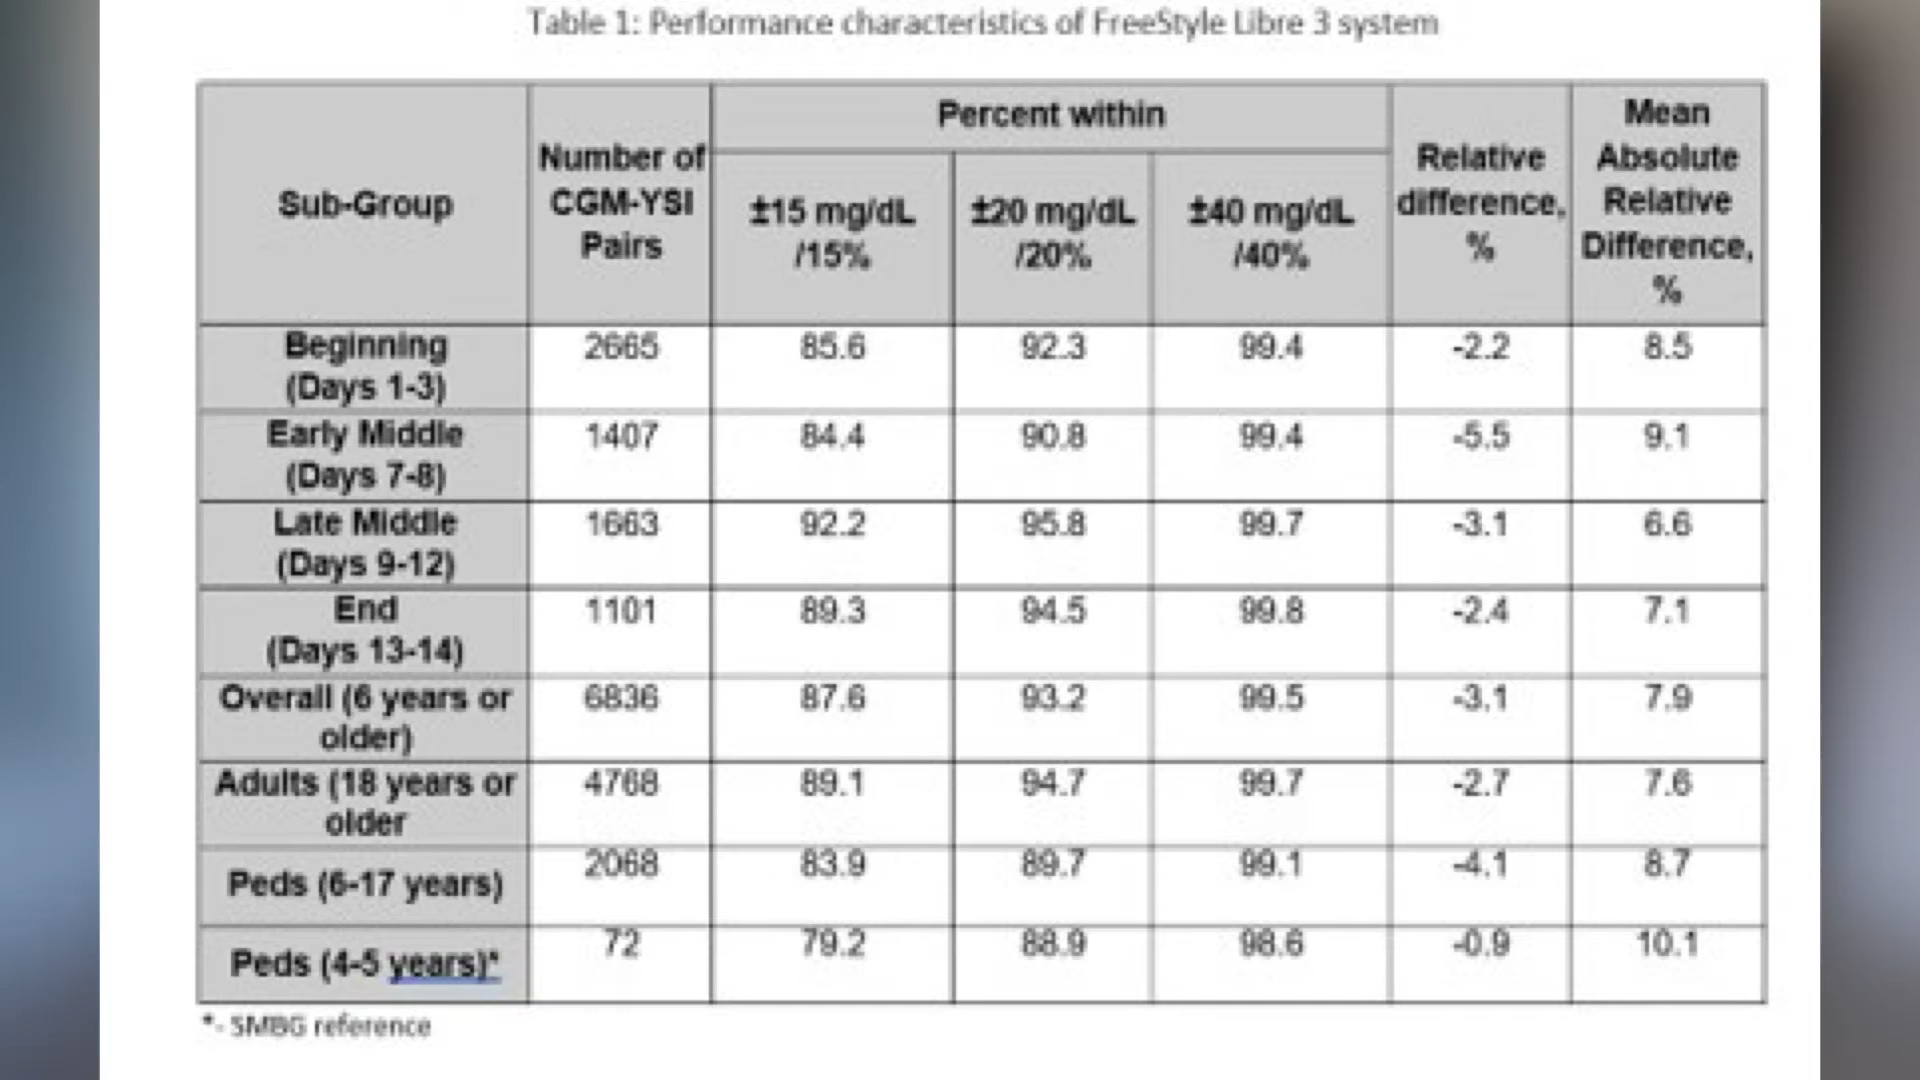 Table 1: Performance characteristics of FreeStyle Libre 3 system
Sub-Group
Number of
CGM-YSI
Pairs
Percent within
±15 mg/dL
/15%
±20 mg/dL
/20%
±40 mg/dL
/40%
Relative
difference,
%
Mean
Absolute
Relative
Difference,
%
Beginning
(Days 1-3)
2665 85.6 92.3 99.4 -2.2 8.5
Early Middle
(Days 7-8)
1407 84.4 90.8 99.4 -5.5 9.1
Late Middle
(Days 9-12)
1663 92.2 95.8 99.7 -3.1 6.6
End
(Days 13-14)
1101 89.3 94.5 99.8 -2.4 7.1
Overall (6 years or
older)
6836 87.6 93.2 99.5 -3.1 7.9
Adults (18 years or
older
4768 89.1 94.7 99.7 -2.7 7.6
Peds (6-17 years)
2068 83.9 89.7 99.1 -4.1 8.7
Peds (4-5 years)*
72 79.2 88.9 98.6 -0.9 10.1
*- SMBG reference